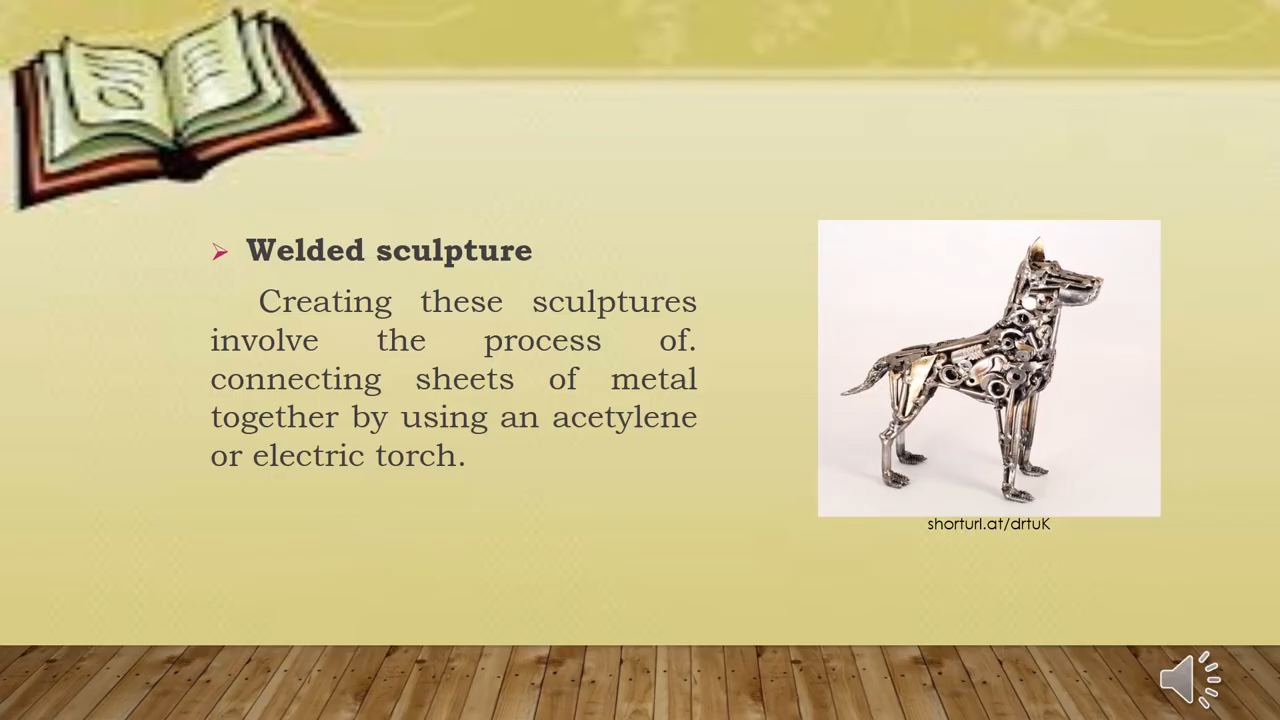 Welded sculpture
Creating these sculptures
involve the process of.
connecting sheets of metal
together by using an acetylene
or electric torch.
shorturl.at/drtuK